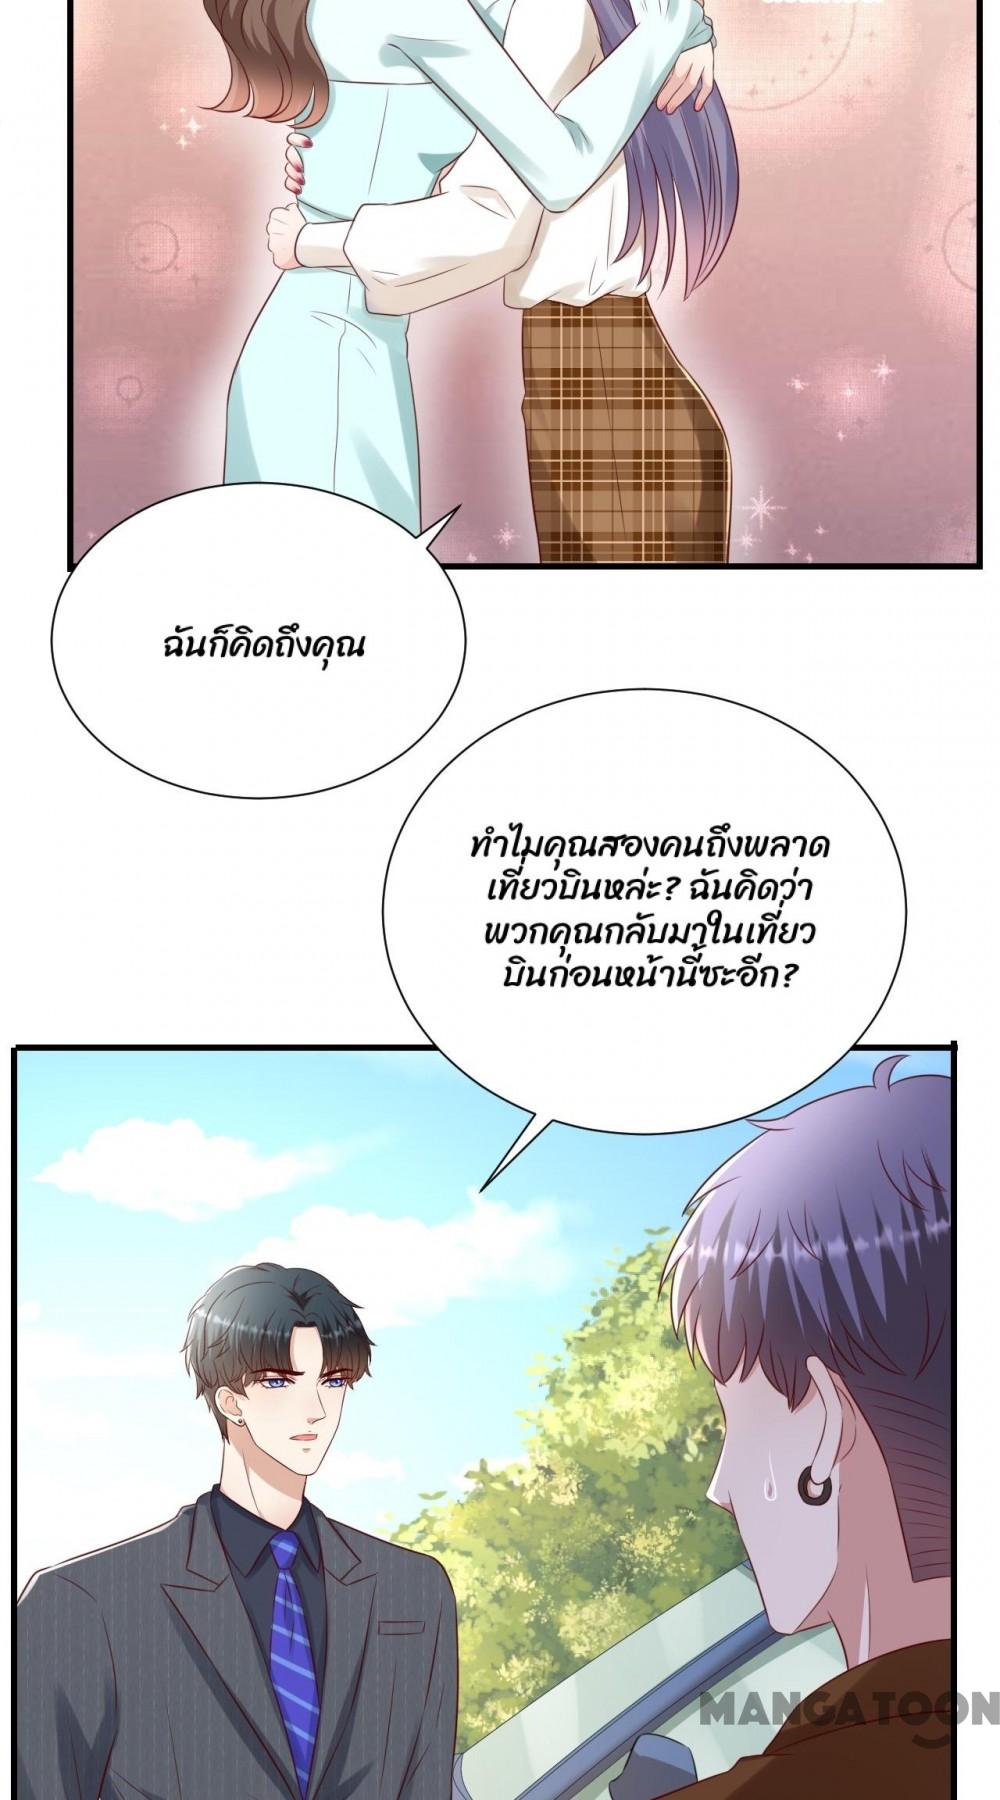 ฉันก็คิดถึงคุณ
ทำไมคุณสองคนถึงพลาด
เที่ยวบินหล่ะ? ฉันคิดว่า
พวกคุณกลับมาในเที่ยว
บินก่อนหน้านี้ซะอีก?
MANGATOON